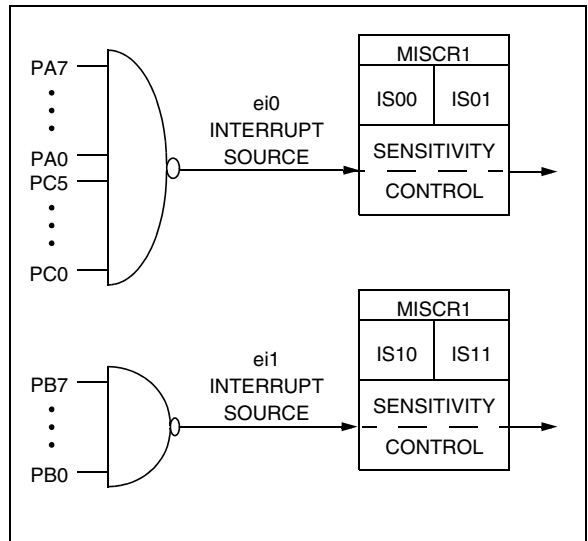 PA7
PA0
PC5
PC0
ei0
INTERRUPT
SOURCE
MISCR1
IS00 IS01
SENSITIVITY
CONTROL
PB7
PB0
ei1
INTERRUPT
SOURCE
MISCR1
IS10 IS11
SENSITIVITY
CONTROL